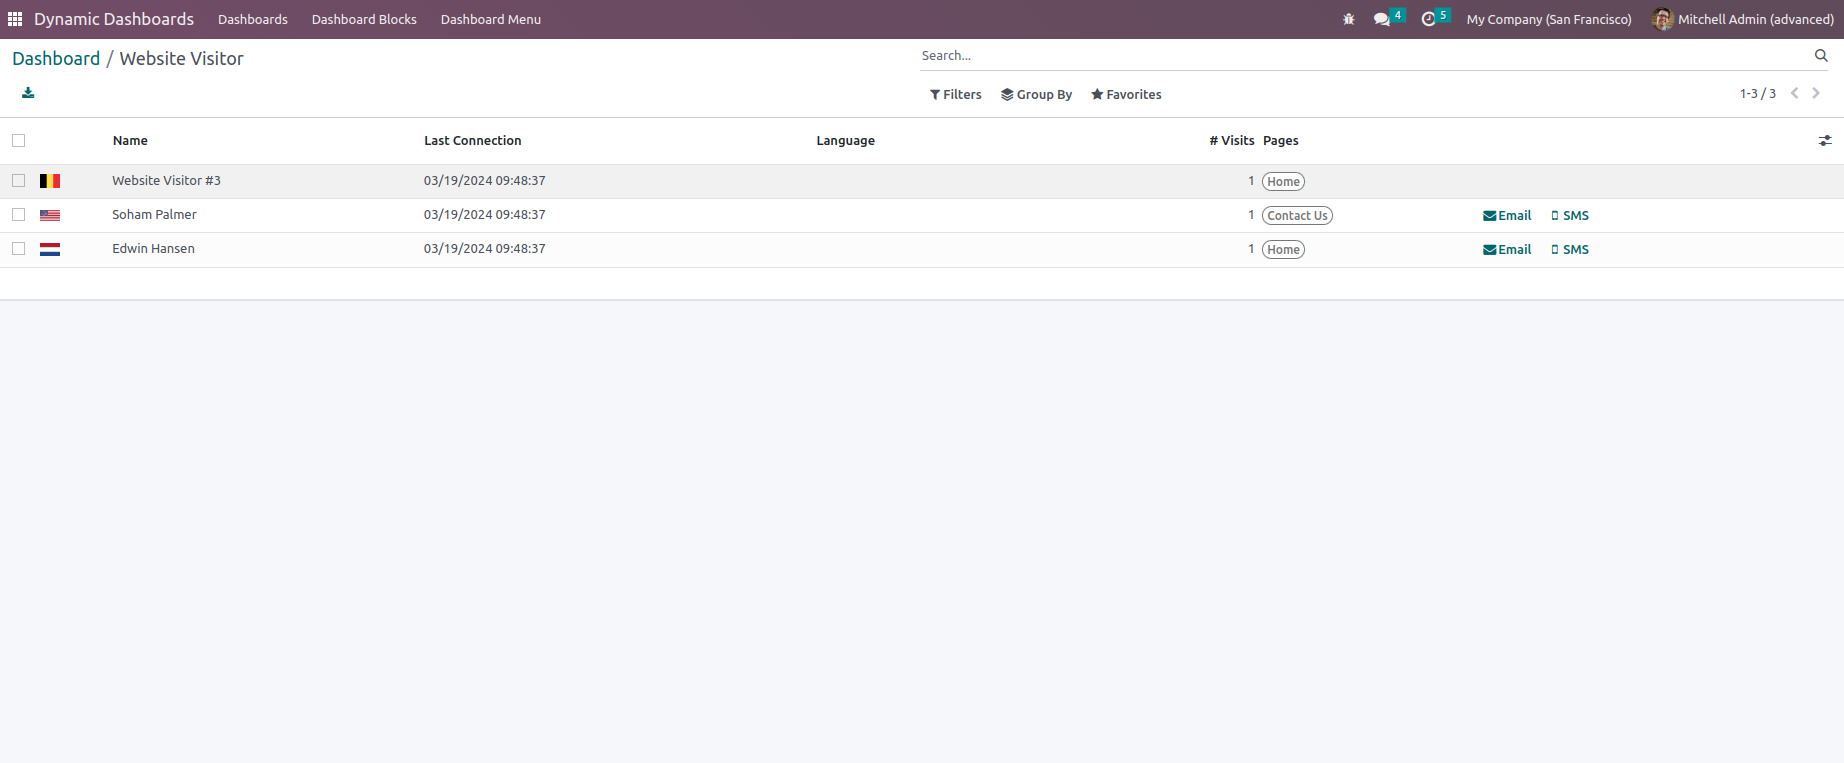 Dynamic Dashboards Dashboards Dashboard Blocks Dashboard Menu 4 5 My Company (San Francisco) Mitchell Admin (advanced)
Dashboard / Website Visitor Search...
Filters Group By Favorites 1-3 / 3
Name Last Connection Language # Visits Pages
Website Visitor #3 03/19/2024 09:48:37 1 Home
Soham Palmer 03/19/2024 09:48:37 1 Contact Us Email SMS
Edwin Hansen 03/19/2024 09:48:37 1 Home Email SMS